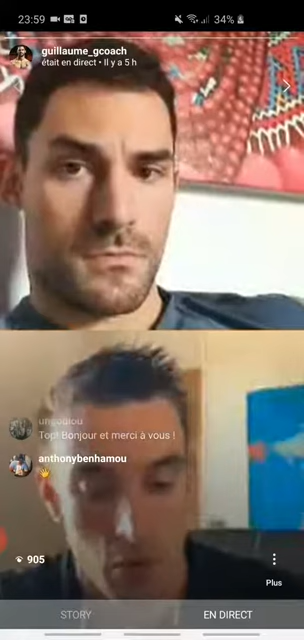 23:59 34%
guillaume_gcoach
était en direct • Il y a 5 h
Top! Bonjour et merci à vous !
anthonybenhamou
👋
905
Plus
STORY EN DIRECT